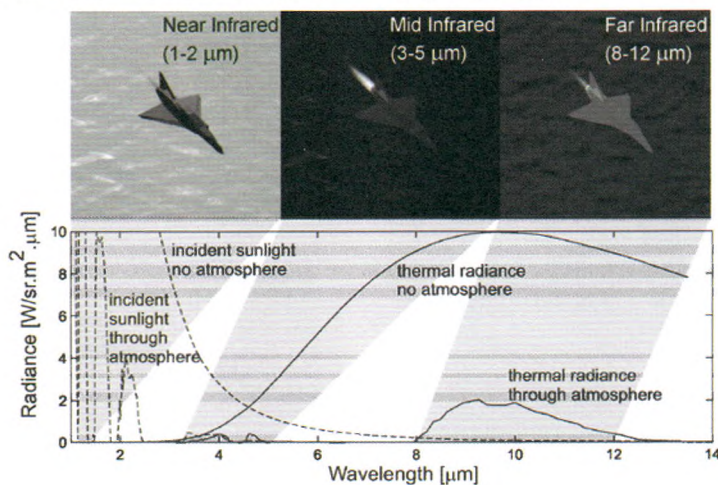 Near Infrared
(1-2 μm)
Mid Infrared
(3-5 μm)
Far Infrared
(8-12 μm)
Radiance [W/sr.m².μm]
10
8
6
4
2
0
incident sunlight
no atmosphere
incident
sunlight
through
atmosphere
thermal radiance
no atmosphere
thermal radiance
through atmosphere
2
4
6
8
10
12
14
Wavelength [μm]